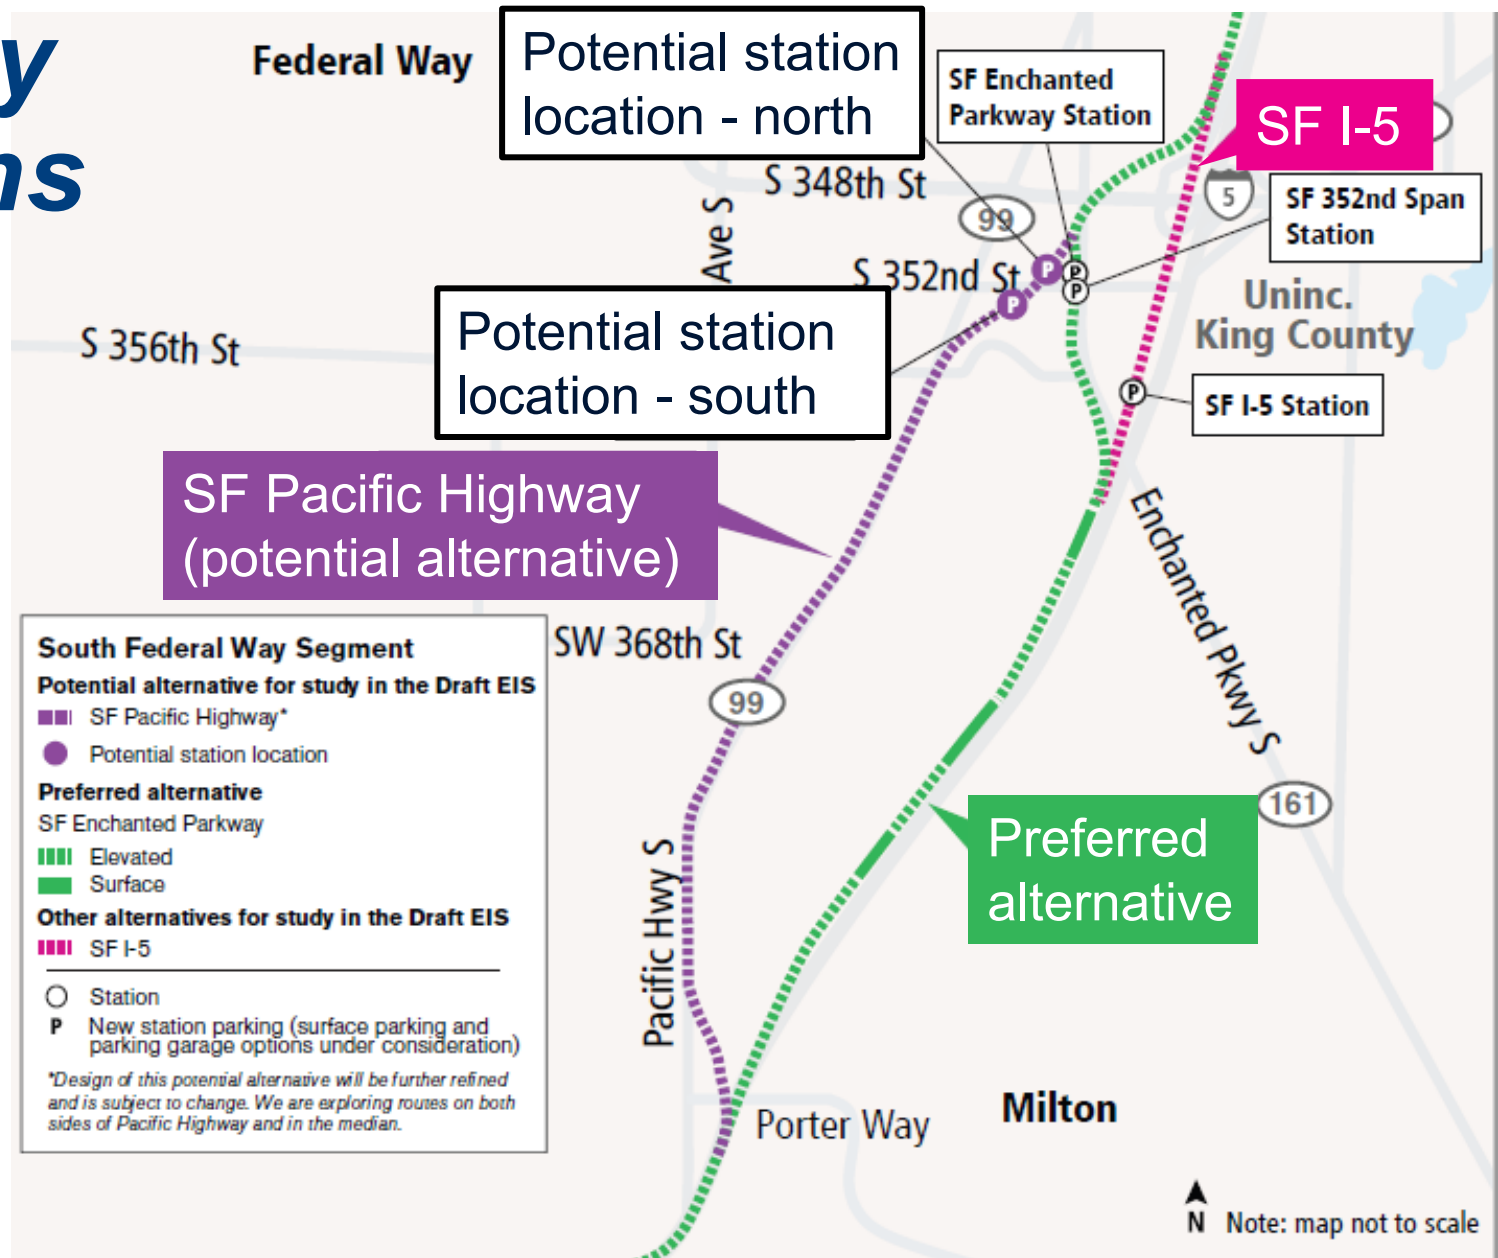 Federal Way
Potential station
location - north
SF Enchanted
Parkway Station
SF I-5
S 348th St
99
5
SF 352nd Span
Station
Ave S
S 352nd St
P
P
P
P
Uninc.
King County
Potential station
location - south
S 356th St
P
SF I-5 Station
SF Pacific Highway
(potential alternative)
Enchanted Pkwy S
SW 368th St
99
161
Preferred
alternative
Pacific Hwy S
South Federal Way Segment
Potential alternative for study in the Draft EIS
SF Pacific Highway*
Potential station location
Preferred alternative
SF Enchanted Parkway
Elevated
Surface
Other alternatives for study in the Draft EIS
SF I-5
Station
P New station parking (surface parking and
parking garage options under consideration)
*Design of this potential alternative will be further refined
and is subject to change. We are exploring routes on both
sides of Pacific Highway and in the median.
Porter Way
Milton
N Note: map not to scale